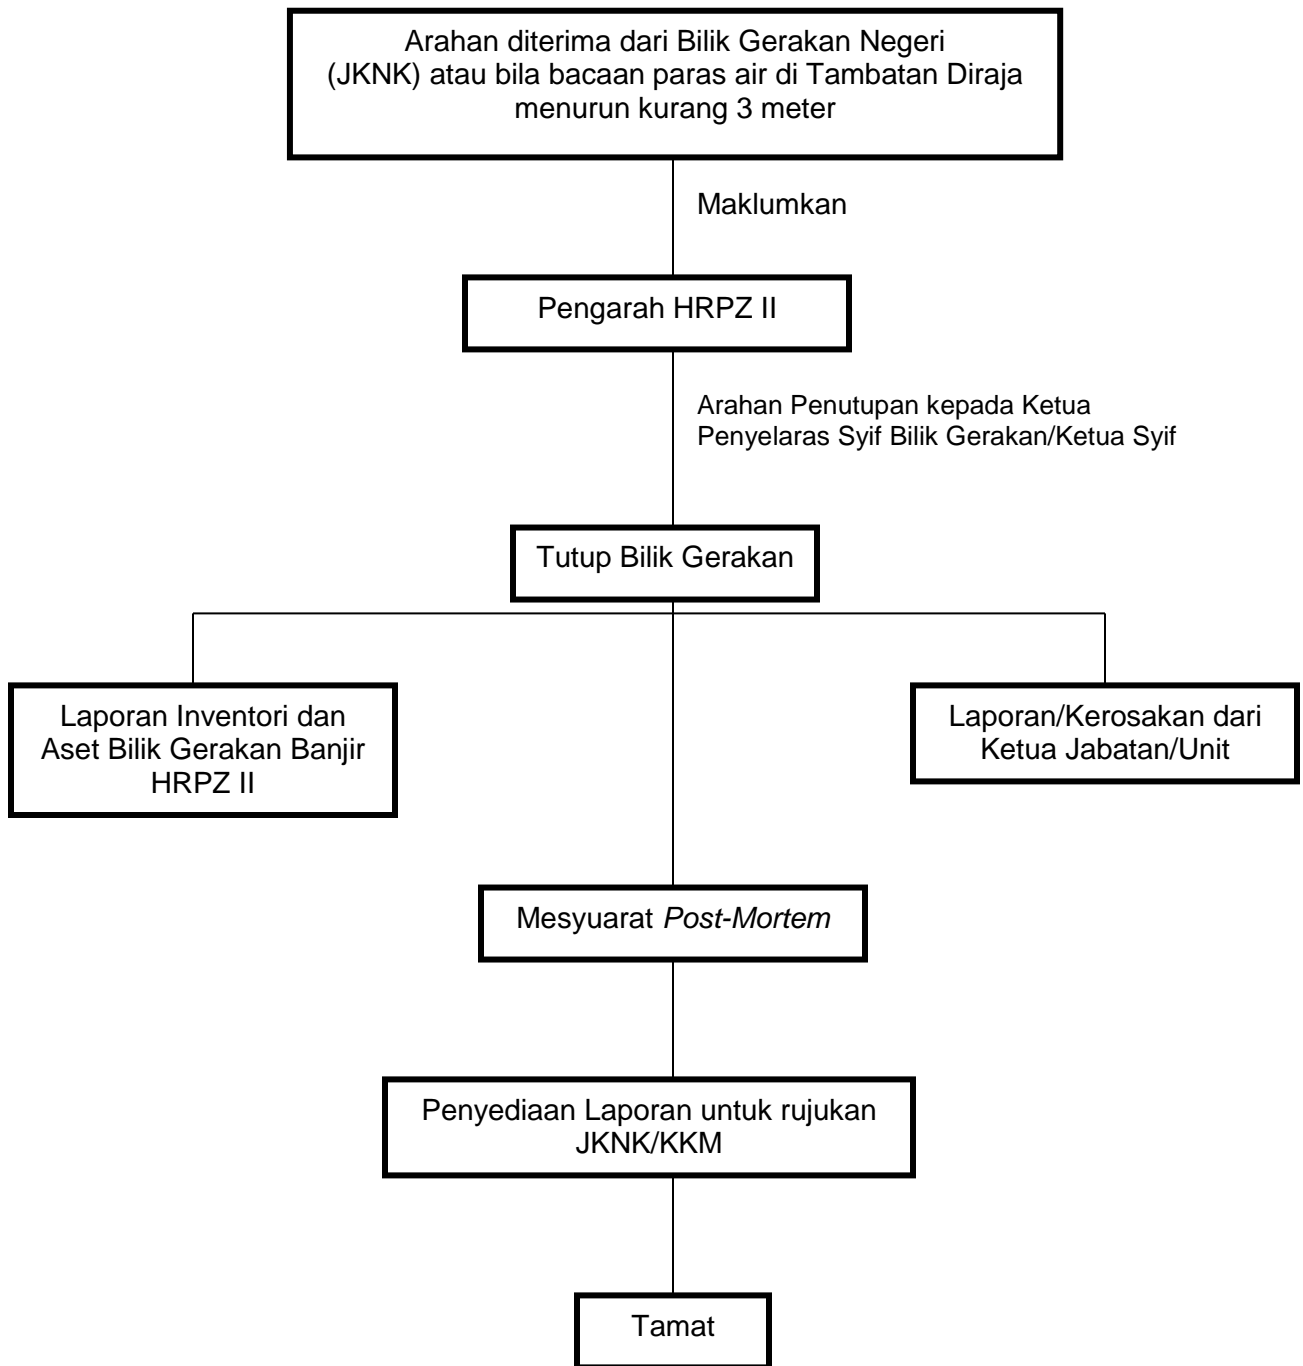 Arahan diterima dari Bilik Gerakan Negeri
(JKNK) atau bila bacaan paras air di Tambatan Diraja
menurun kurang 3 meter
Maklumkan
Pengarah HRPZ II
Arahan Penutupan kepada Ketua
Penyelaras Syif Bilik Gerakan/Ketua Syif
Tutup Bilik Gerakan
Laporan Inventori dan
Aset Bilik Gerakan Banjir
HRPZ II
Laporan/Kerosakan dari
Ketua Jabatan/Unit
Mesyuarat Post-Mortem
Penyediaan Laporan untuk rujukan
JKNK/KKM
Tamat